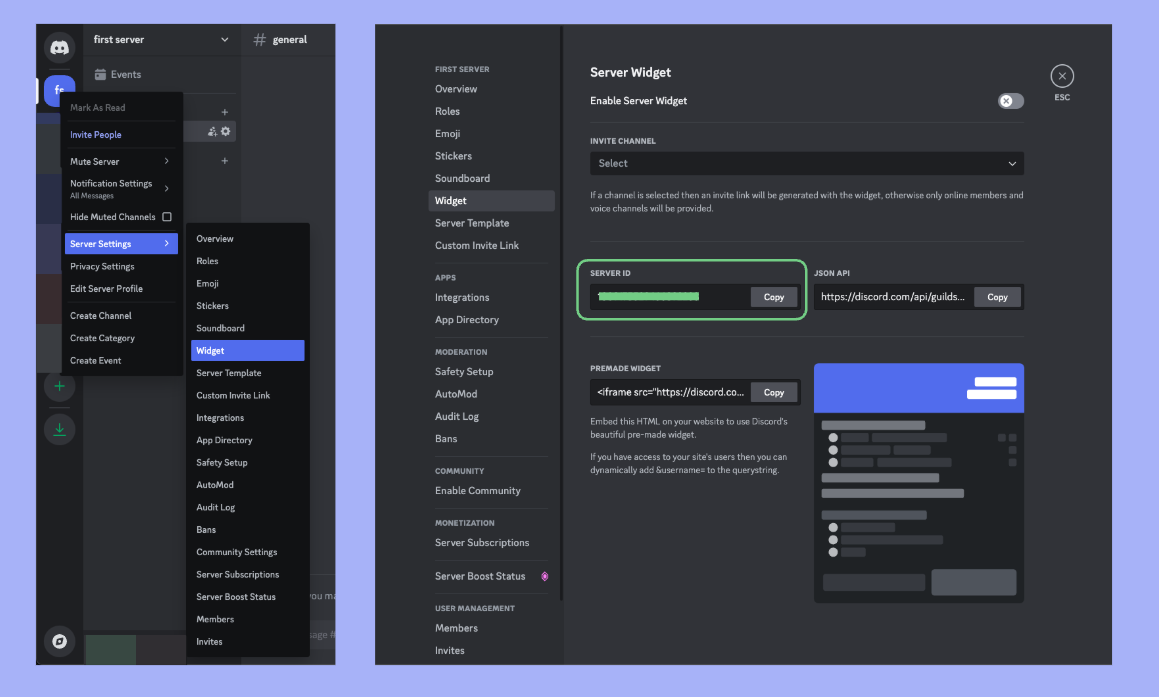 first server
# general
Events
fs
Mark As Read
Invite People
Mute Server
Notification Settings
All Messages
Hide Muted Channels
Server Settings
Privacy Settings
Edit Server Profile
Create Channel
Create Category
Create Event
Overview
Roles
Emoji
Stickers
Soundboard
Widget
Server Template
Custom Invite Link
Integrations
App Directory
Safety Setup
AutoMod
Audit Log
Bans
Community Settings
Server Subscriptions
Server Boost Status
Members
Invites
FIRST SERVER
Overview
Roles
Emoji
Stickers
Soundboard
Widget
Server Template
Custom Invite Link
APPS
Integrations
App Directory
MODERATION
Safety Setup
AutoMod
Audit Log
Bans
COMMUNITY
Enable Community
MONETIZATION
Server Subscriptions
Server Boost Status
USER MANAGEMENT
Members
Invites
Server Widget
Enable Server Widget
ESC
INVITE CHANNEL
Select
If a channel is selected then an invite link will be generated with the widget, otherwise only online members and
voice channels will be provided.
SERVER ID
Copy
JSON API
https://discord.com/api/guilds...
Copy
PREMADE WIDGET
<iframe src="https://discord.co...
Copy
Embed this HTML on your website to use Discord's
beautiful pre-made widget.
If you have access to your site's users then you can
dynamically add &username= to the querystring.